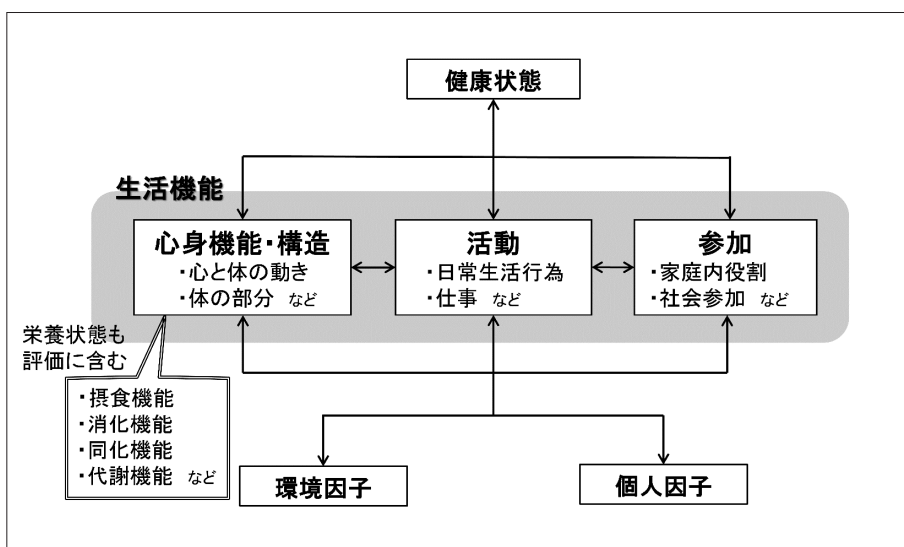 健康状態
生活機能
心身機能・構造
・心と体の動き
・体の部分 など
活動
・日常生活行為
・仕事 など
参加
・家庭内役割
・社会参加 など
栄養状態も
評価に含む
・摂食機能
・消化機能
・同化機能
・代謝機能 など
環境因子
個人因子